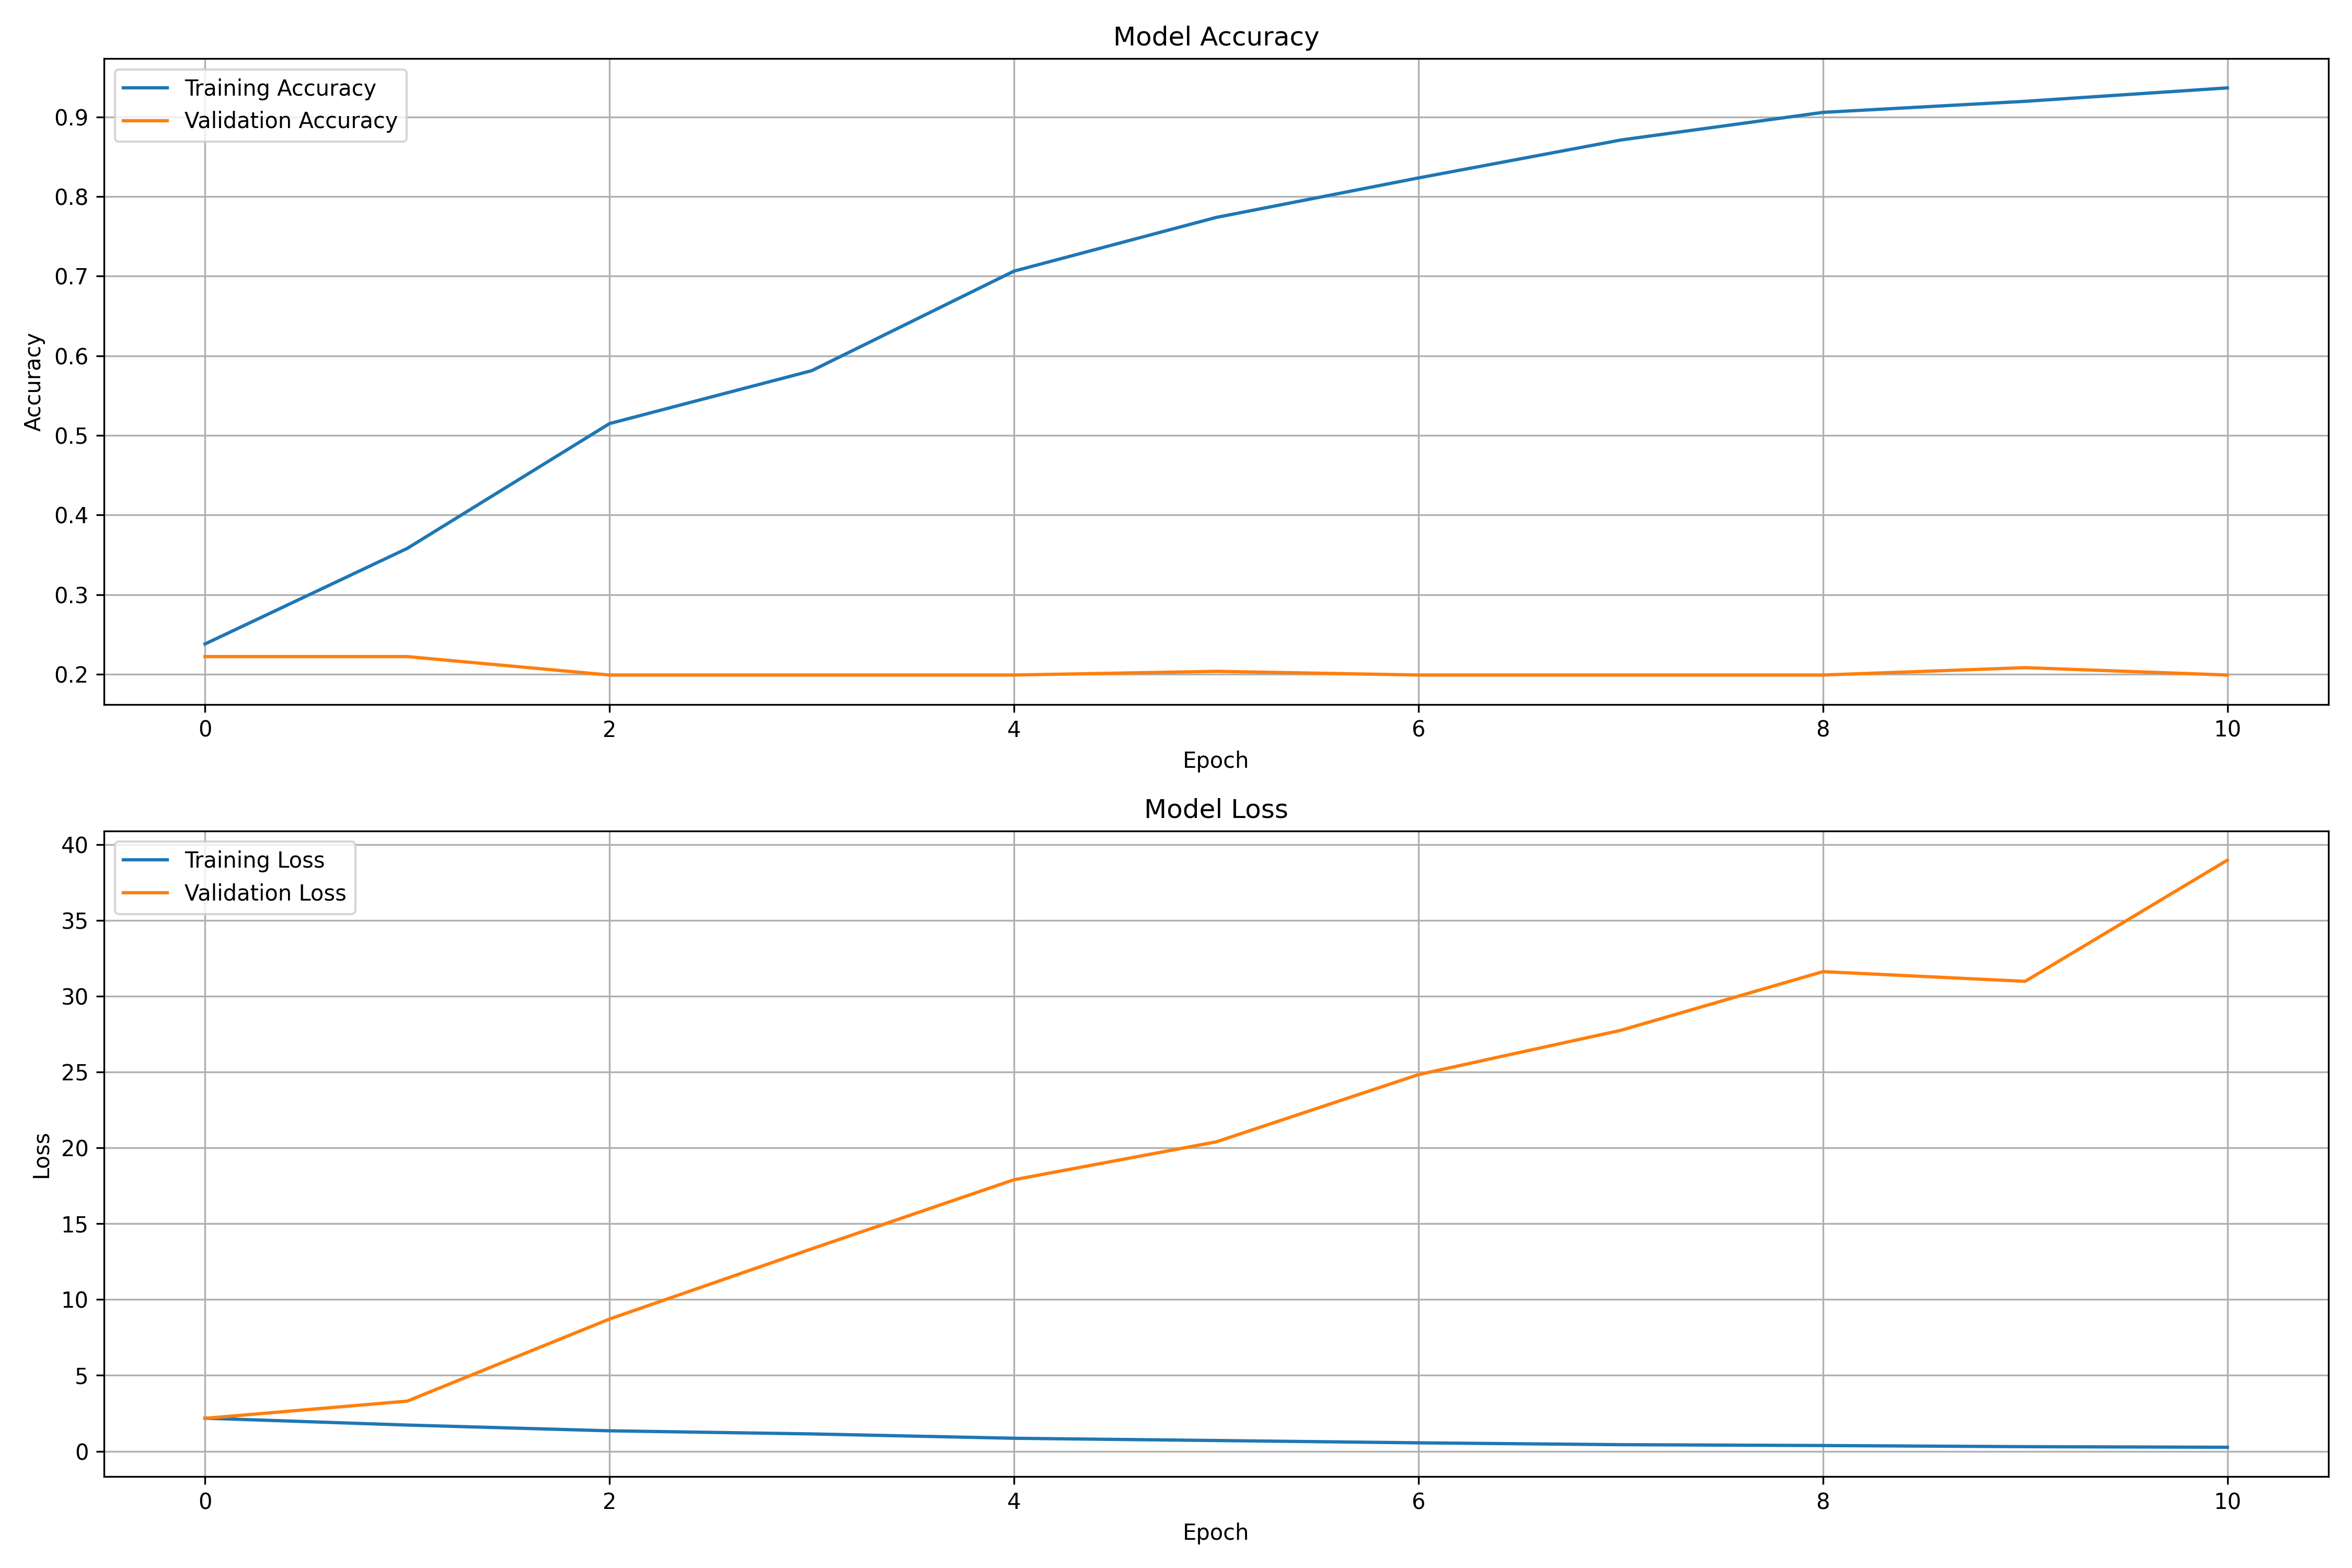 Model Accuracy
Training Accuracy
Validation Accuracy
0.9
0.8
0.7
0.6
0.5
0.4
0.3
0.2
Accuracy
0 2 4 6 8 10
Epoch
Model Loss
Training Loss
Validation Loss
40
35
30
25
20
15
10
5
0
Loss
0 2 4 6 8 10
Epoch